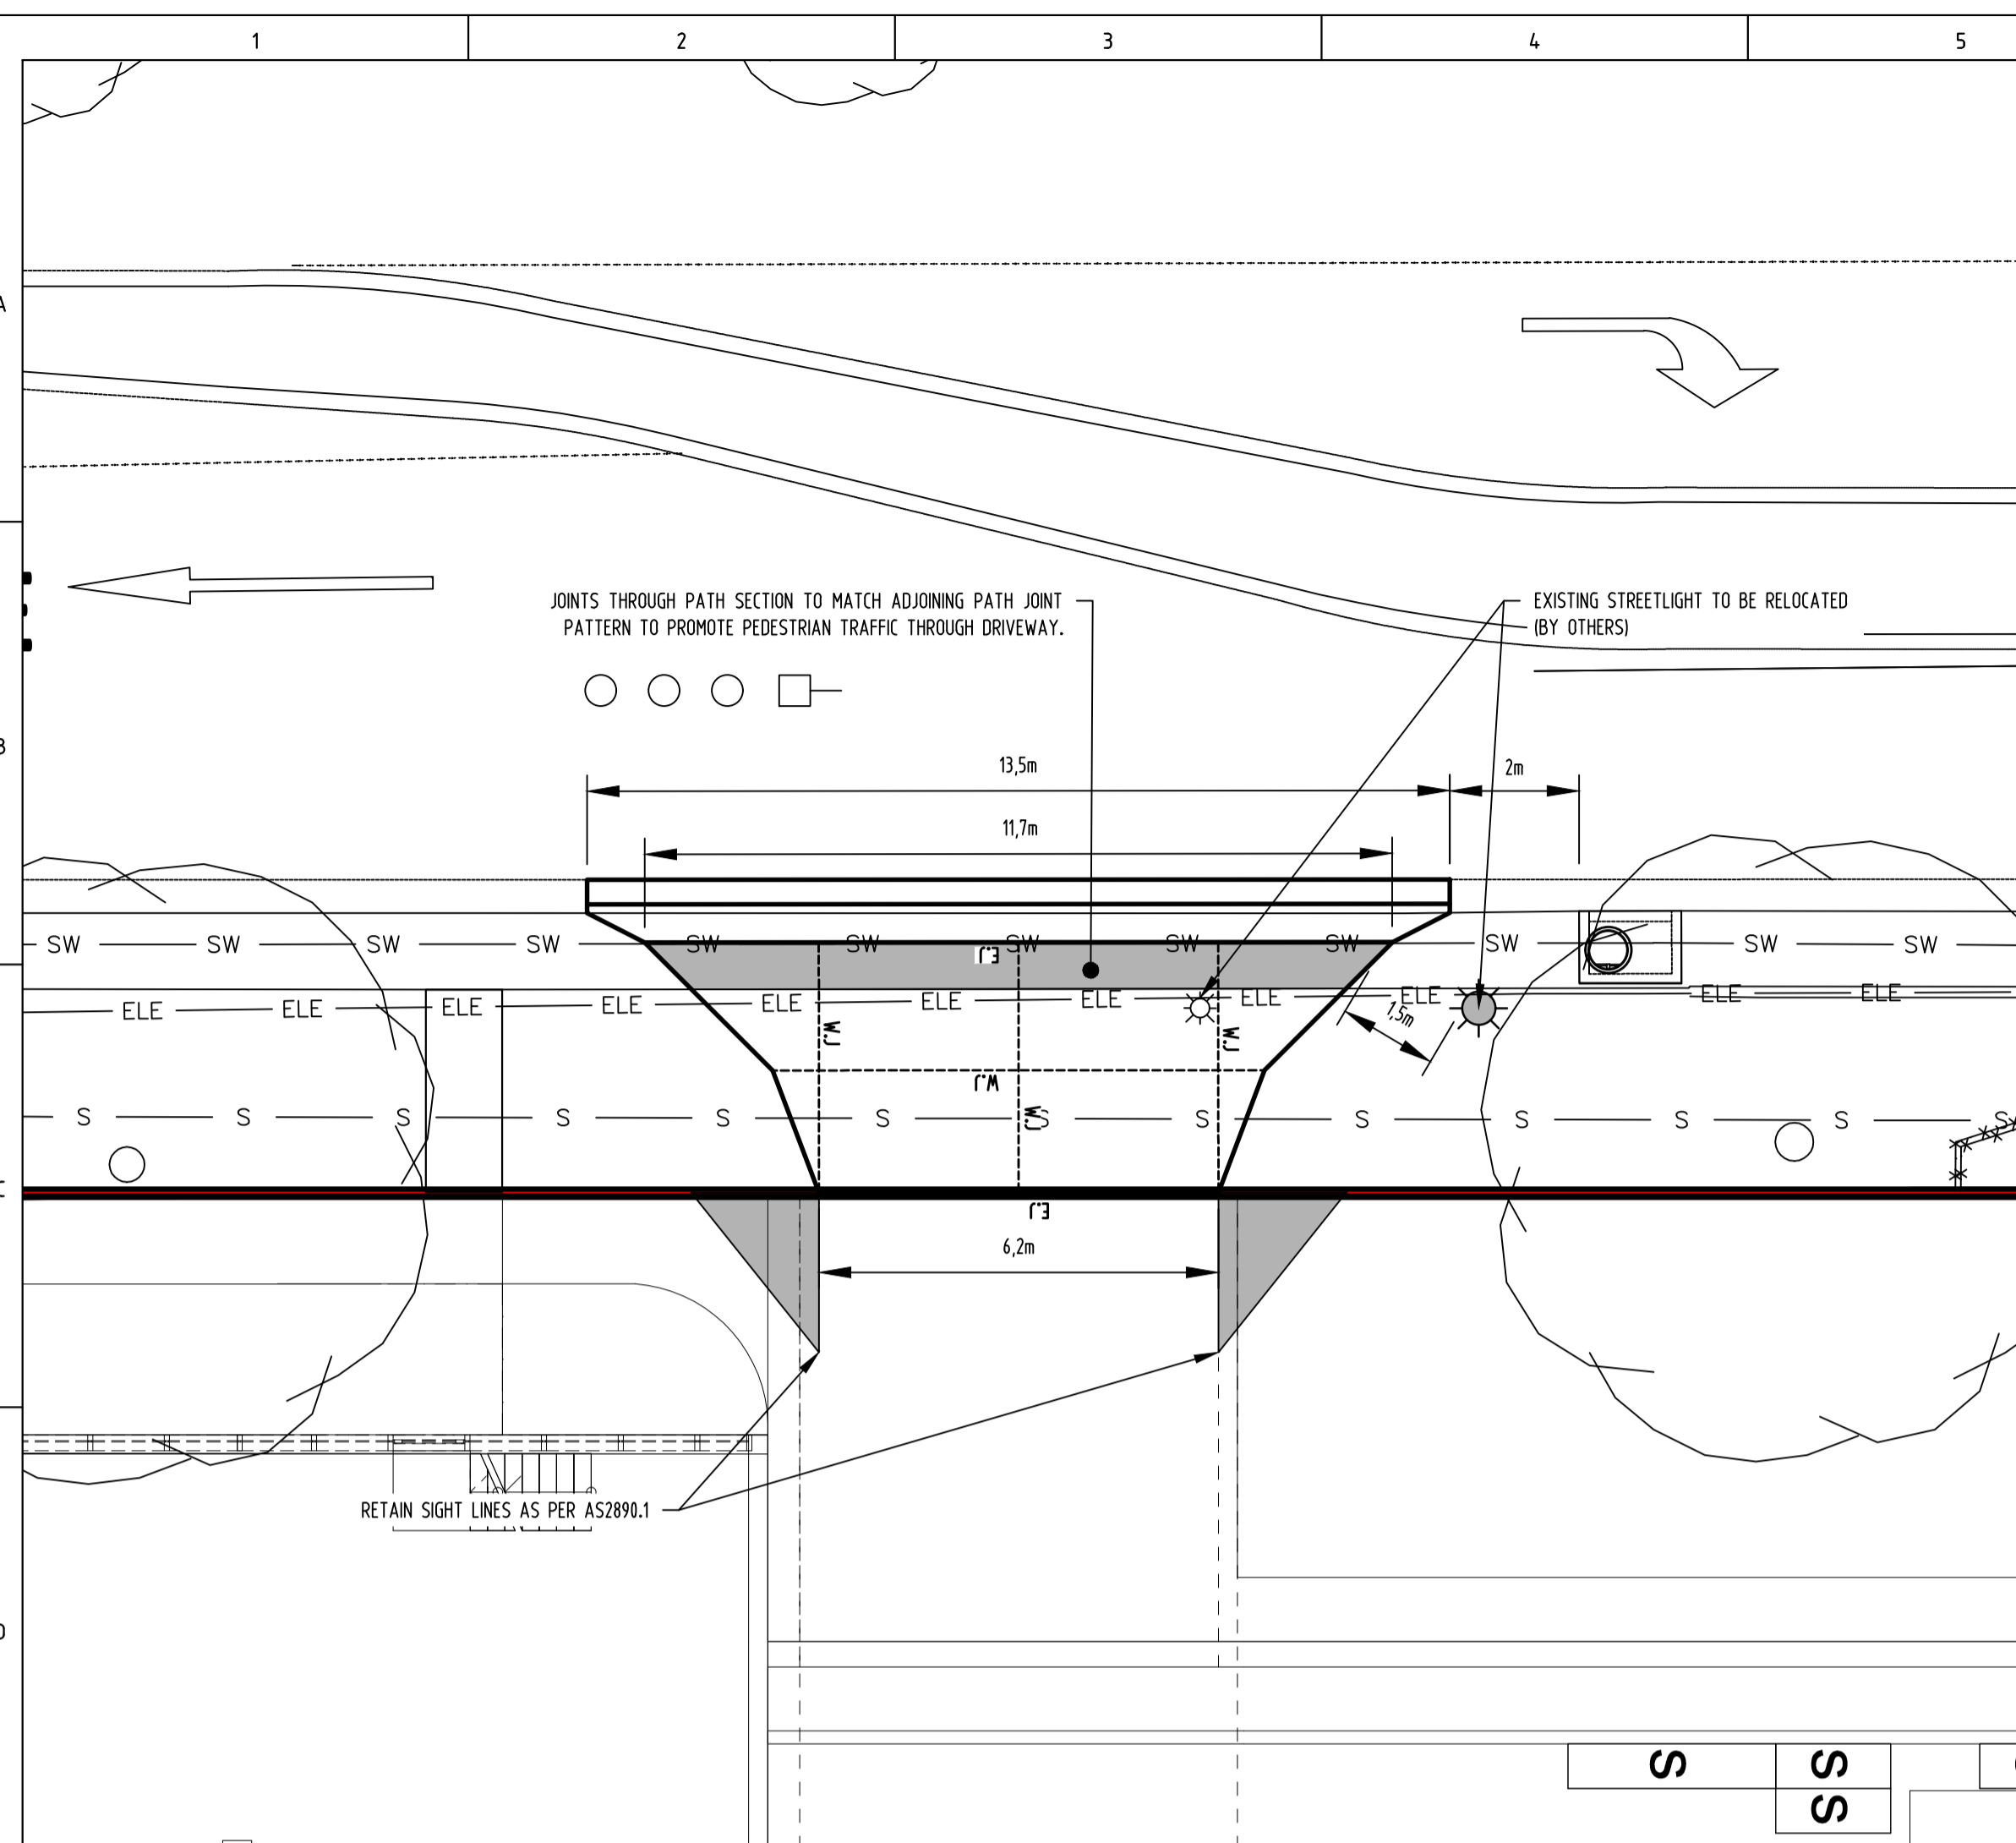 1 2 3 4 5
A
JOINTS THROUGH PATH SECTION TO MATCH ADJOINING PATH JOINT
PATTERN TO PROMOTE PEDESTRIAN TRAFFIC THROUGH DRIVEWAY.
EXISTING STREETLIGHT TO BE RELOCATED
(BY OTHERS)
B
13,5m
2m
11,7m
SW SW SW SW SW SW SW SW SW SW SW SW
E.J
ELE ELE ELE ELE ELE ELE ELE ELE ELE ELE ELE
1,5m
W.J
W.J
W.J
W.J
S S S S S S S S S S S S S
E.J
6,2m
RETAIN SIGHT LINES AS PER AS2890.1
D
S S
S